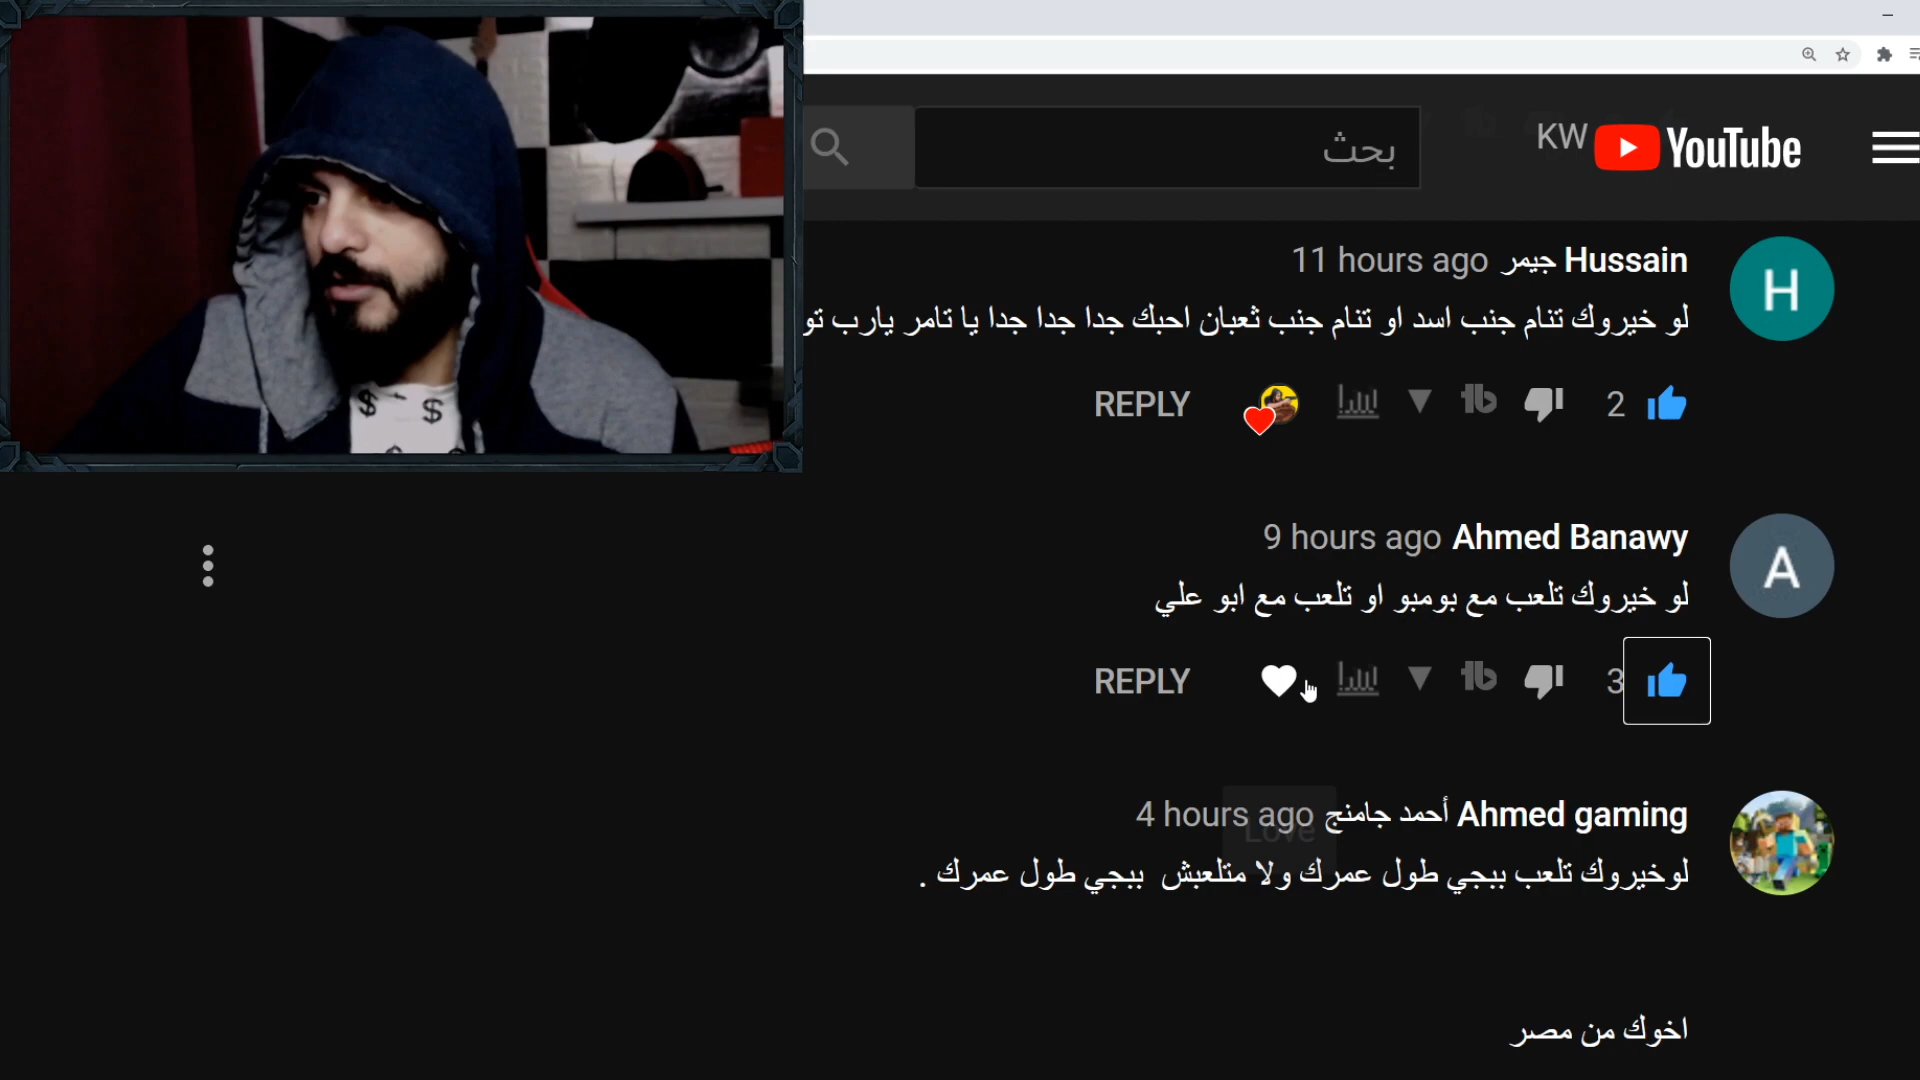 بحث
YouTube KW
Hussain جيمر 11 hours ago
H
لو خيروك تنام جنب اسد او تنام جنب ثعبان احبك جدا جدا جدا يا تامر يارب تو
2
REPLY
Ahmed Banawy 9 hours ago
A
لو خيروك تلعب مع بومبو او تلعب مع ابو علي
3
REPLY
Ahmed gaming أحمد جامنج 4 hours ago
Love
لوخيروك تلعب ببجي طول عمرك ولا متلعبش ببجي طول عمرك .
اخوك من مصر